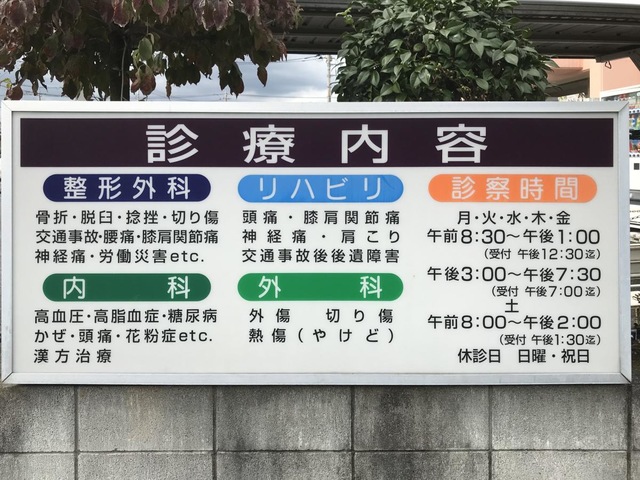 診療内容
整形外科
骨折・脱臼・捻挫・切り傷
交通事故・腰痛・膝肩関節痛
神経痛・労働災害etc.
内科
高血圧・高脂血症・糖尿病
かぜ・頭痛・花粉症etc.
漢方治療
リハビリ
頭痛・膝肩関節痛
神経痛・肩こり
交通事故後後遺障害
外科
外傷 切り傷
熱傷（やけど）
診察時間
月・火・水・木・金
午前8:30〜午後1:00
（受付 午後12:30迄）
午後3:00〜午後7:30
（受付 午後7:00迄）
土
午前8:00〜午後2:00
（受付 午後1:30迄）
休診日 日曜・祝日